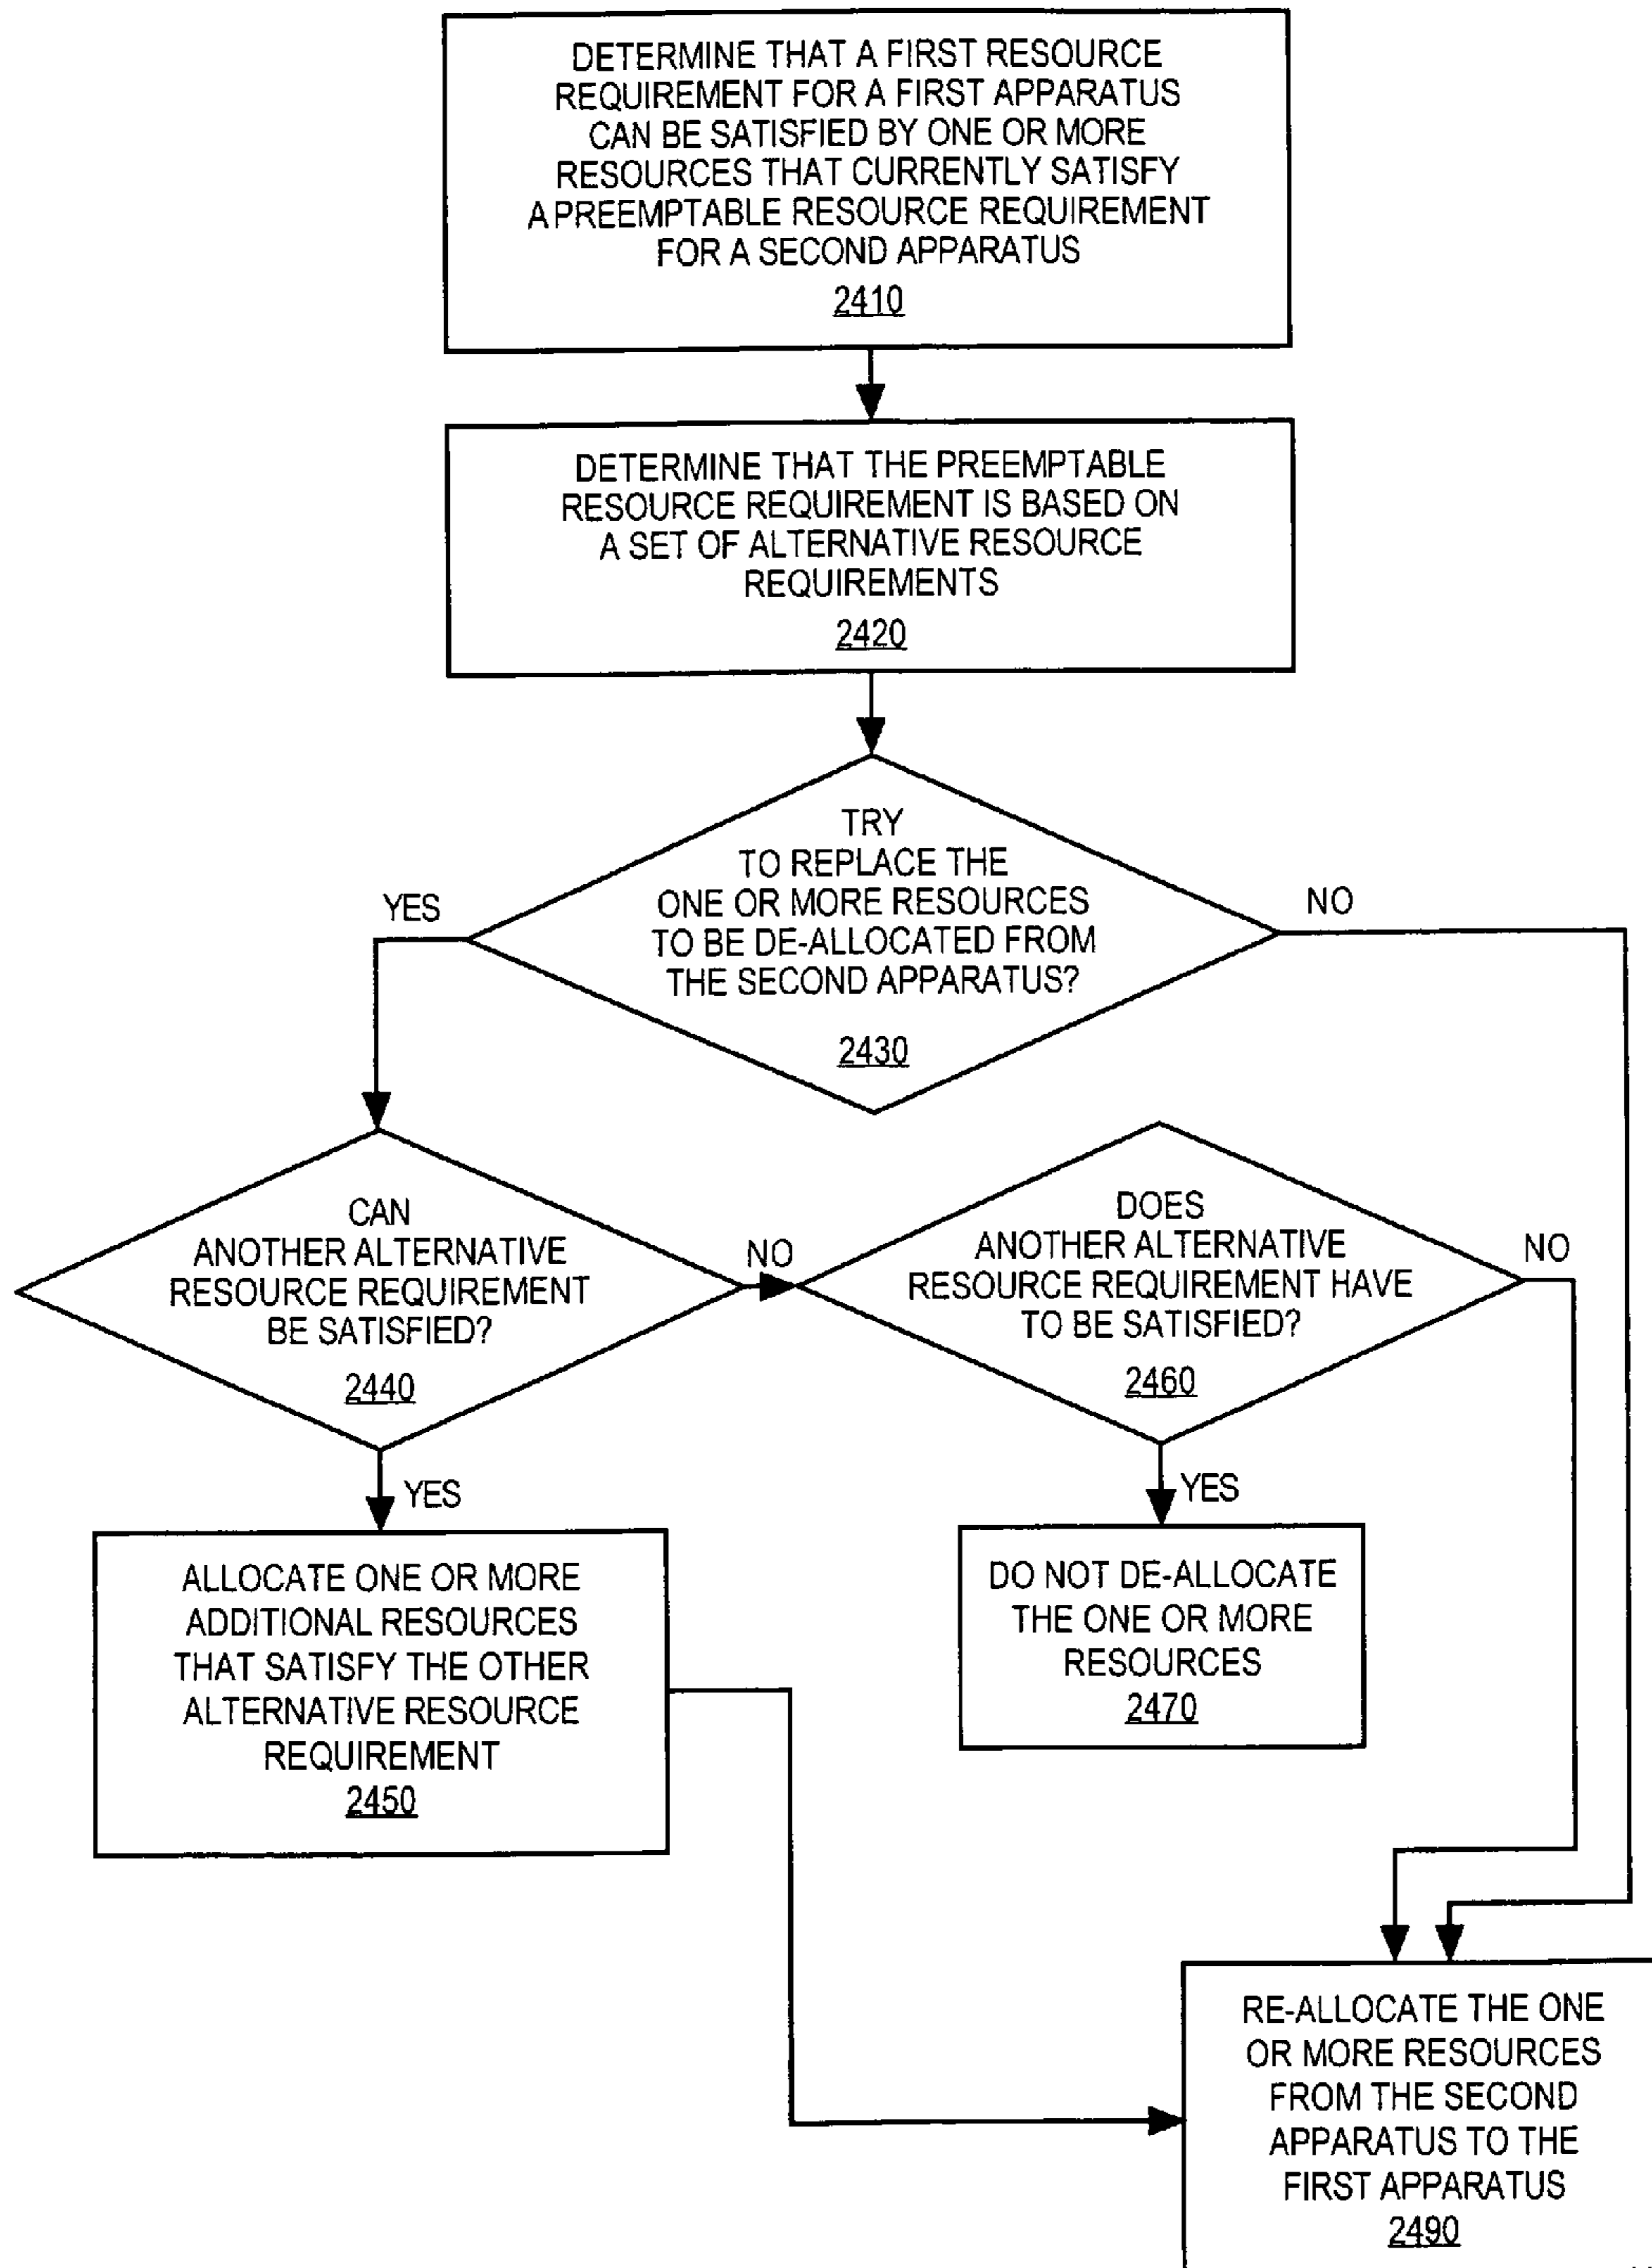 DETERMINE THAT A FIRST RESOURCE
REQUIREMENT FOR A FIRST APPARATUS
CAN BE SATISFIED BY ONE OR MORE
RESOURCES THAT CURRENTLY SATISFY
A PREEMPTABLE RESOURCE REQUIREMENT
FOR A SECOND APPARATUS
2410
DETERMINE THAT THE PREEMPTABLE
RESOURCE REQUIREMENT IS BASED ON
A SET OF ALTERNATIVE RESOURCE
REQUIREMENTS
2420
TRY
TO REPLACE THE
ONE OR MORE RESOURCES
TO BE DE-ALLOCATED FROM
THE SECOND APPARATUS?
2430
YES
NO
CAN
ANOTHER ALTERNATIVE
RESOURCE REQUIREMENT
BE SATISFIED?
2440
NO
YES
DOES
ANOTHER ALTERNATIVE
RESOURCE REQUIREMENT HAVE
TO BE SATISFIED?
2460
NO
YES
ALLOCATE ONE OR MORE
ADDITIONAL RESOURCES
THAT SATISFY THE OTHER
ALTERNATIVE RESOURCE
REQUIREMENT
2450
DO NOT DE-ALLOCATE
THE ONE OR MORE
RESOURCES
2470
RE-ALLOCATE THE ONE
OR MORE RESOURCES
FROM THE SECOND
APPARATUS TO THE
FIRST APPARATUS
2490